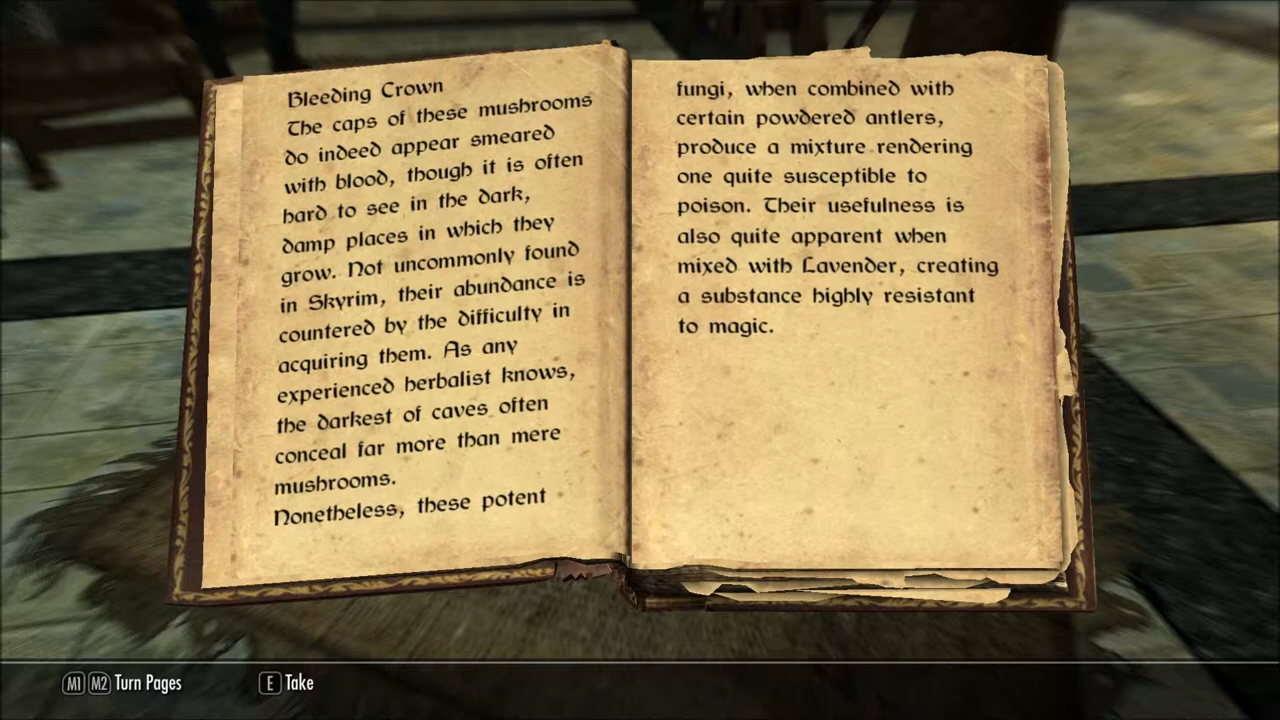 Bleeding Crown
The caps of these mushrooms
do indeed appear smeared
with blood, though it is often
hard to see in the dark,
damp places in which they
grow. Not uncommonly found
in Skyrim, their abundance is
countered by the difficulty in
acquiring them. As any
experienced herbalist knows,
the darkest of caves often
conceal far more than mere
mushrooms.
Nonetheless, these potent
fungi, when combined with
certain powdered antlers,
produce a mixture rendering
one quite susceptible to
poison. Their usefulness is
also quite apparent when
mixed with Lavender, creating
a substance highly resistant
to magic.
M1 M2 Turn Pages
E Take